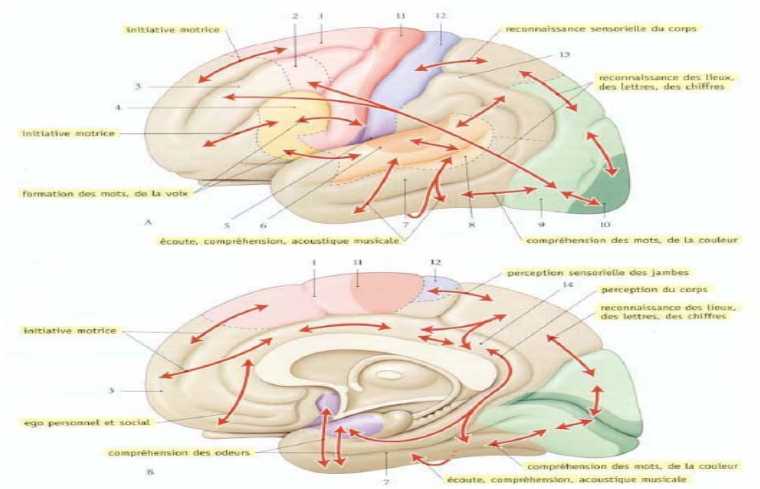 2 1 11 12
initiative motrice
reconnaissance sensorielle du corps
13
reconnaissance des lieux,
des lettres, des chiffres
3
4
initiative motrice
formation des mots, de la voix
A
5 6 7 8 9 10
écoute, compréhension, acoustique musicale
compréhension des mots, de la couleur
1 11 12
perception sensorielle des jambes
14
perception du corps
reconnaissance des lieux,
des lettres, des chiffres
initiative motrice
3
ego personnel et social
compréhension des odeurs
B
7
compréhension des mots, de la couleur
écoute, compréhension, acoustique musicale